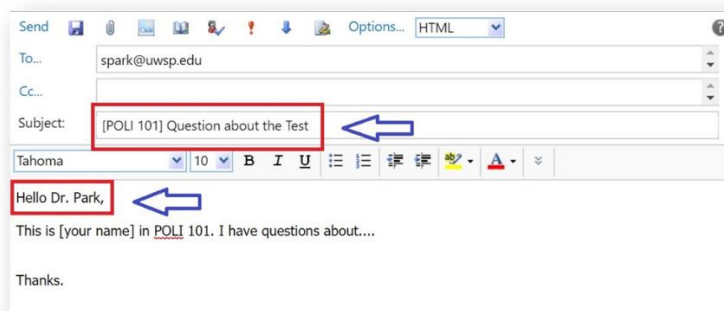 Send Options... HTML
To... spark@uwsp.edu
Cc...
Subject: [POLI 101] Question about the Test
Tahoma 10 B I U A
Hello Dr. Park,
This is [your name] in POLI 101. I have questions about....
Thanks.